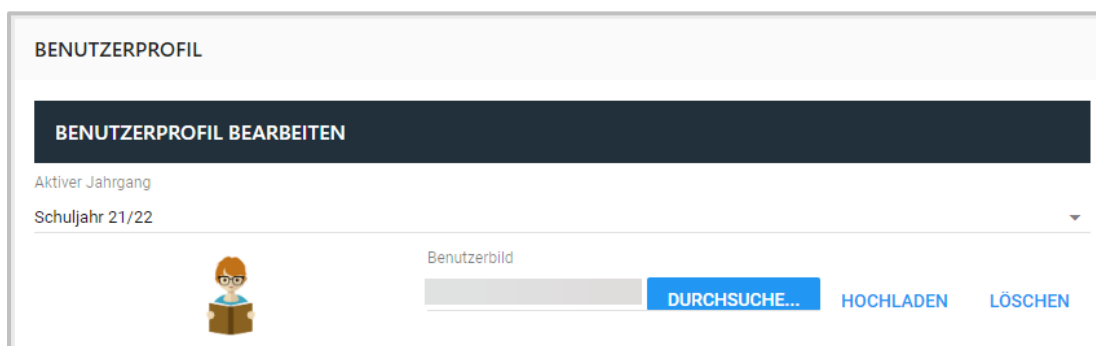 BENUTZERPROFIL
BENUTZERPROFIL BEARBEITEN
Aktiver Jahrgang
Schuljahr 21/22
Benutzerbild
DURCHSUCHE... HOCHLADEN LÖSCHEN